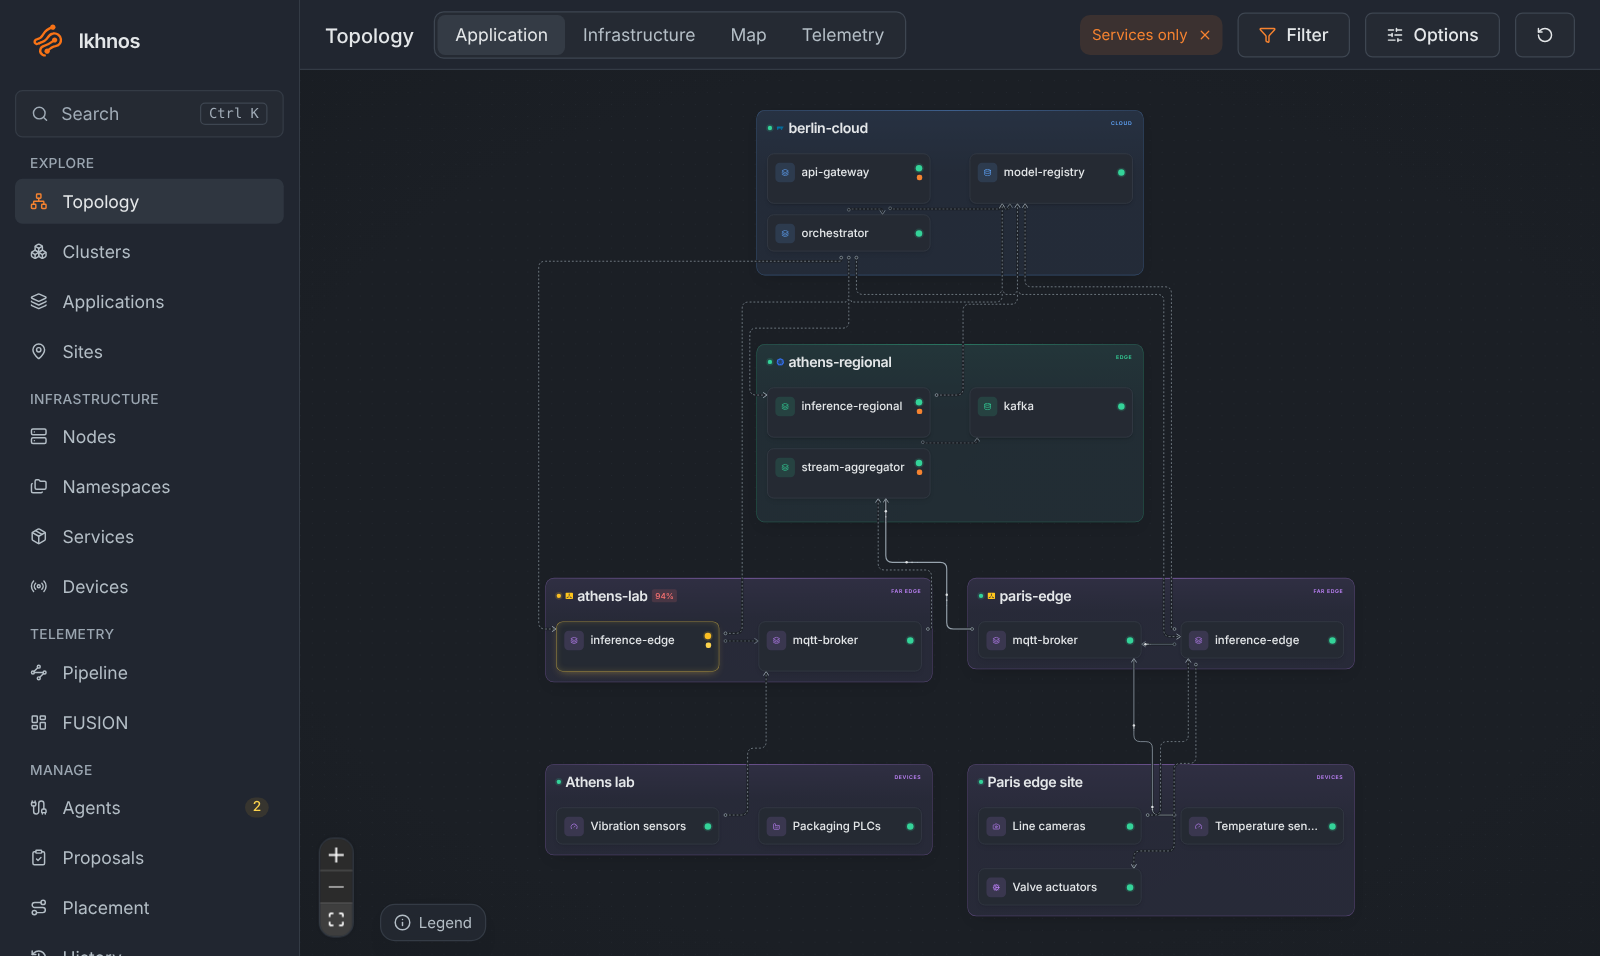 Ikhnos
Search
Ctrl K
EXPLORE
Topology
Clusters
Applications
Sites
INFRASTRUCTURE
Nodes
Namespaces
Services
Devices
TELEMETRY
Pipeline
FUSION
MANAGE
Agents
2
Proposals
Placement
History
Topology
Application
Infrastructure
Map
Telemetry
Services only ×
Filter
Options
berlin-cloud
CLOUD
api-gateway
model-registry
orchestrator
athens-regional
EDGE
inference-regional
kafka
stream-aggregator
athens-lab
94%
FAR EDGE
inference-edge
mqtt-broker
paris-edge
FAR EDGE
mqtt-broker
inference-edge
Athens lab
DEVICES
Vibration sensors
Packaging PLCs
Paris edge site
DEVICES
Line cameras
Temperature sen...
Valve actuators
Legend